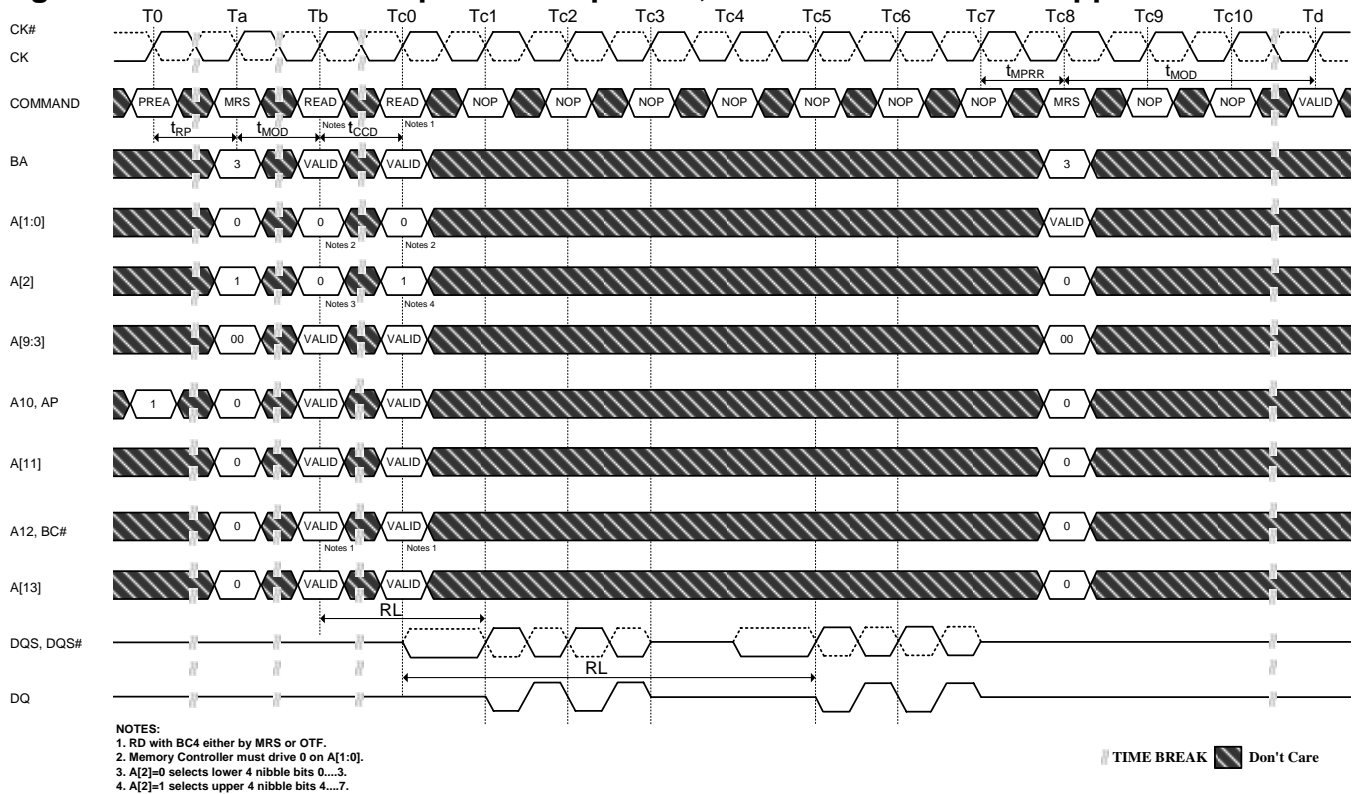 T0 Ta Tb Tc0 Tc1 Tc2 Tc3 Tc4 Tc5 Tc6 Tc7 Tc8 Tc9 Tc10 Td
CK#
CK
tMPRR tMOD
COMMAND PREA MRS READ READ NOP NOP NOP NOP NOP NOP NOP MRS NOP NOP VALID
Notes 1 Notes 1
tRP tMOD tCCD
BA 3 VALID VALID 3
A[1:0] 0 0 0 VALID
Notes 2 Notes 2
A[2] 1 0 1 0
Notes 3 Notes 4
A[9:3] 00 VALID VALID 00
A10, AP 1 0 VALID VALID 0
A[11] 0 VALID VALID 0
A12, BC# 0 VALID VALID 0
Notes 1 Notes 1
A[13] 0 VALID VALID 0
RL
DQS, DQS#
RL
DQ
NOTES:
1. RD with BC4 either by MRS or OTF.
2. Memory Controller must drive 0 on A[1:0].
3. A[2]=0 selects lower 4 nibble bits 0....3.
4. A[2]=1 selects upper 4 nibble bits 4....7.
TIME BREAK Don't Care